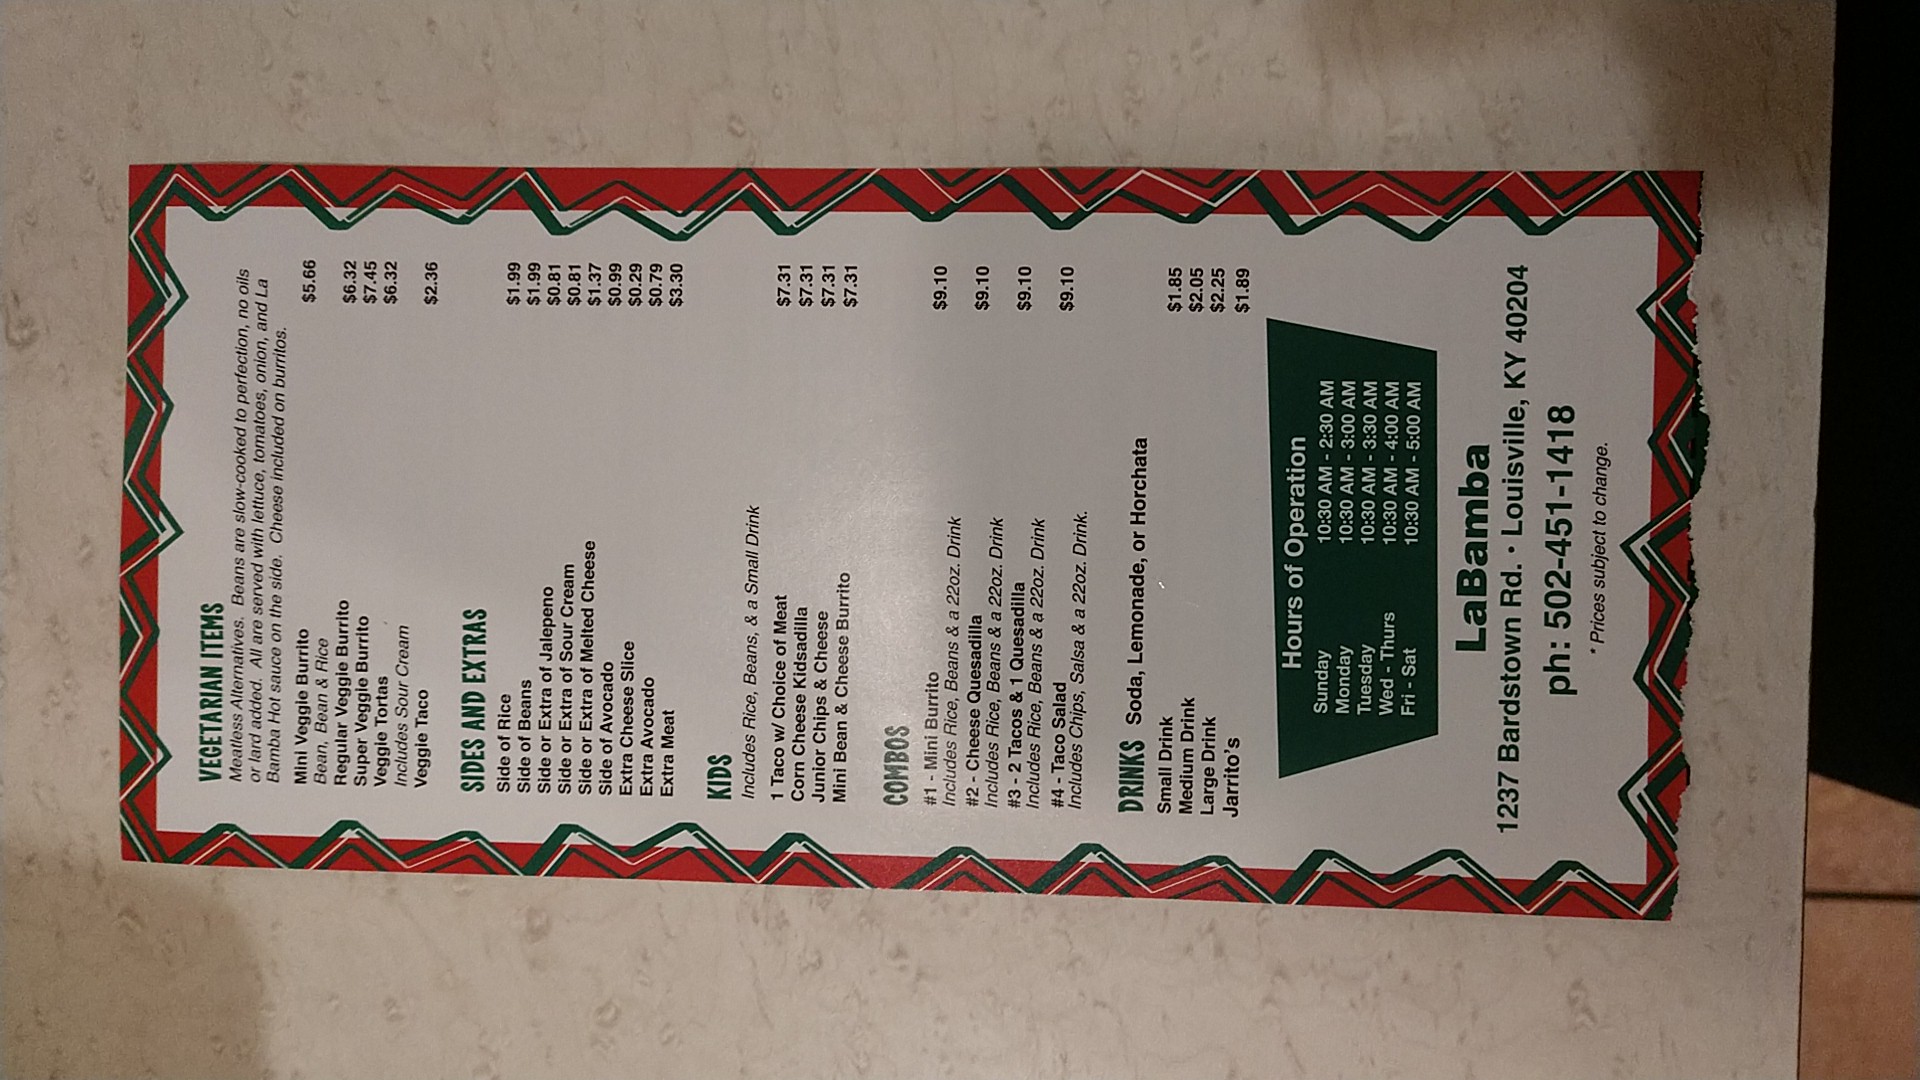 VEGETARIAN ITEMS
Meatless Alternatives. Beans are slow-cooked to perfection, no oils
or lard added. All are served with lettuce, tomatoes, onion, and La
Bamba Hot sauce on the side. Cheese included on burritos.
Mini Veggie Burrito $5.66
Bean, Bean & Rice
Regular Veggie Burrito $6.32
Super Veggie Burrito $7.45
Veggie Tortas $6.32
Includes Sour Cream
Veggie Taco $2.36
SIDES AND EXTRAS
Side of Rice $1.99
Side of Beans $1.99
Side or Extra of Jalepeno $0.81
Side or Extra of Sour Cream $0.81
Side or Extra of Melted Cheese $1.37
Side of Avocado $0.99
Extra Cheese Slice $0.29
Extra Avocado $0.79
Extra Meat $3.30
KIDS
Includes Rice, Beans, & a Small Drink
1 Taco w/ Choice of Meat $7.31
Corn Cheese Kidsadilla $7.31
Junior Chips & Cheese $7.31
Mini Bean & Cheese Burrito $7.31
COMBOS
#1 - Mini Burrito $9.10
Includes Rice, Beans & a 22oz. Drink
#2 - Cheese Quesadilla $9.10
Includes Rice, Beans & a 22oz. Drink
#3 - 2 Tacos & 1 Quesadilla $9.10
Includes Rice, Beans & a 22oz. Drink
#4 - Taco Salad $9.10
Includes Chips, Salsa & a 22oz. Drink.
DRINKS Soda, Lemonade, or Horchata
Small Drink $1.85
Medium Drink $2.05
Large Drink $2.25
Jarrito's $1.89
Hours of Operation
Sunday 10:30 AM - 2:30 AM
Monday 10:30 AM - 3:00 AM
Tuesday 10:30 AM - 3:30 AM
Wed - Thurs 10:30 AM - 4:00 AM
Fri - Sat 10:30 AM - 5:00 AM
LaBamba
1237 Bardstown Rd. · Louisville, KY 40204
ph: 502-451-1418
*Prices subject to change.